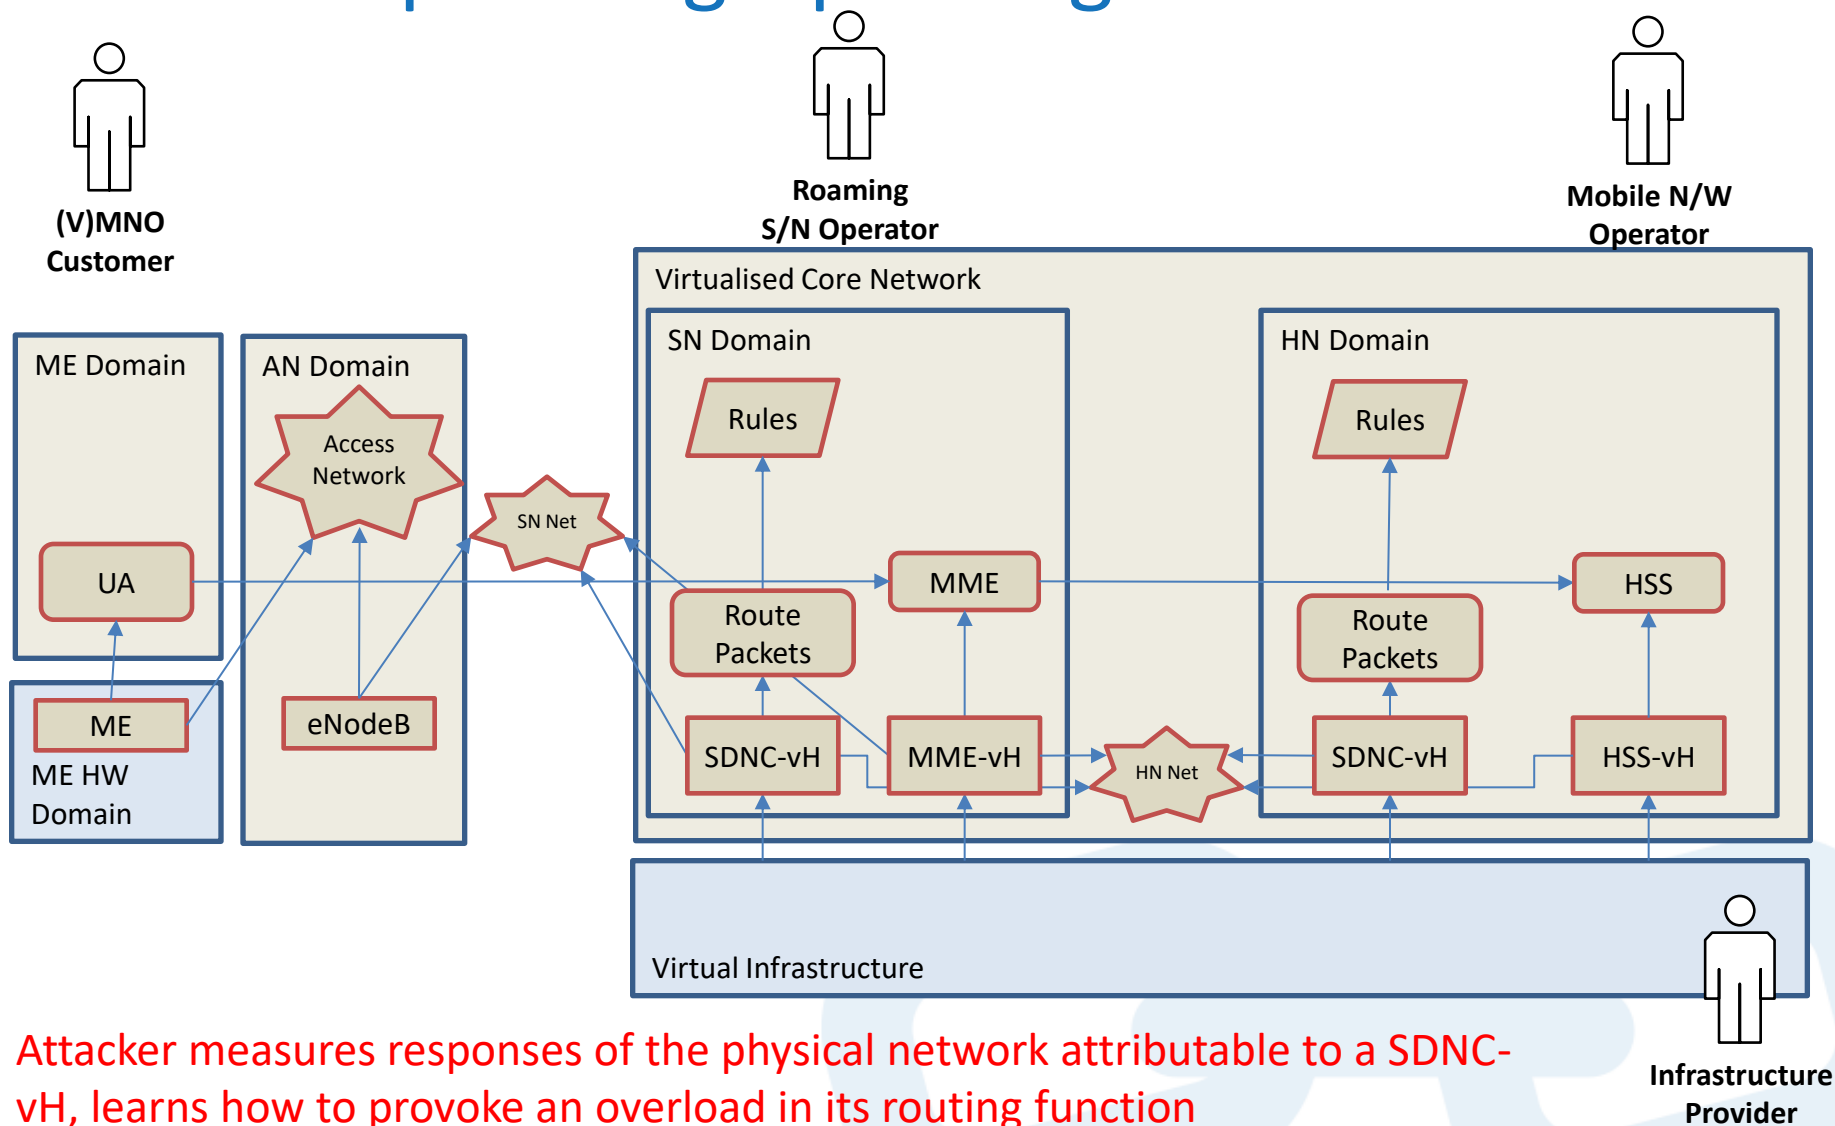 (V)MNO
Customer
Roaming
S/N Operator
Mobile N/W
Operator
Virtualised Core Network
ME Domain
AN Domain
SN Domain
HN Domain
Access
Network
Rules
Rules
SN Net
UA
MME
HSS
Route
Packets
Route
Packets
ME
eNodeB
SDNC-vH
MME-vH
HN Net
SDNC-vH
HSS-vH
ME HW
Domain
Virtual Infrastructure
Attacker measures responses of the physical network attributable to a SDNC-
vH, learns how to provoke an overload in its routing function
Infrastructure
Provider